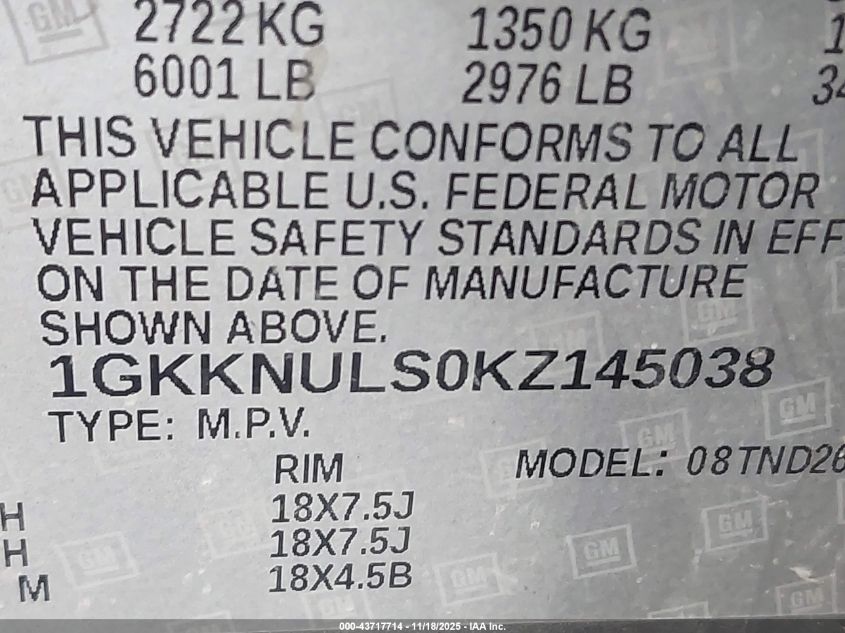 2722 KG 1350 KG
6001 LB 2976 LB
THIS VEHICLE CONFORMS TO ALL
APPLICABLE U.S. FEDERAL MOTOR
VEHICLE SAFETY STANDARDS IN EFF
ON THE DATE OF MANUFACTURE
SHOWN ABOVE.
1GKKNULS0KZ145038
TYPE: M.P.V.
RIM MODEL: 08TND26
H 18X7.5J
H 18X7.5J
M 18X4.5B
000-43717714 - 11/18/2025 - IAA Inc.